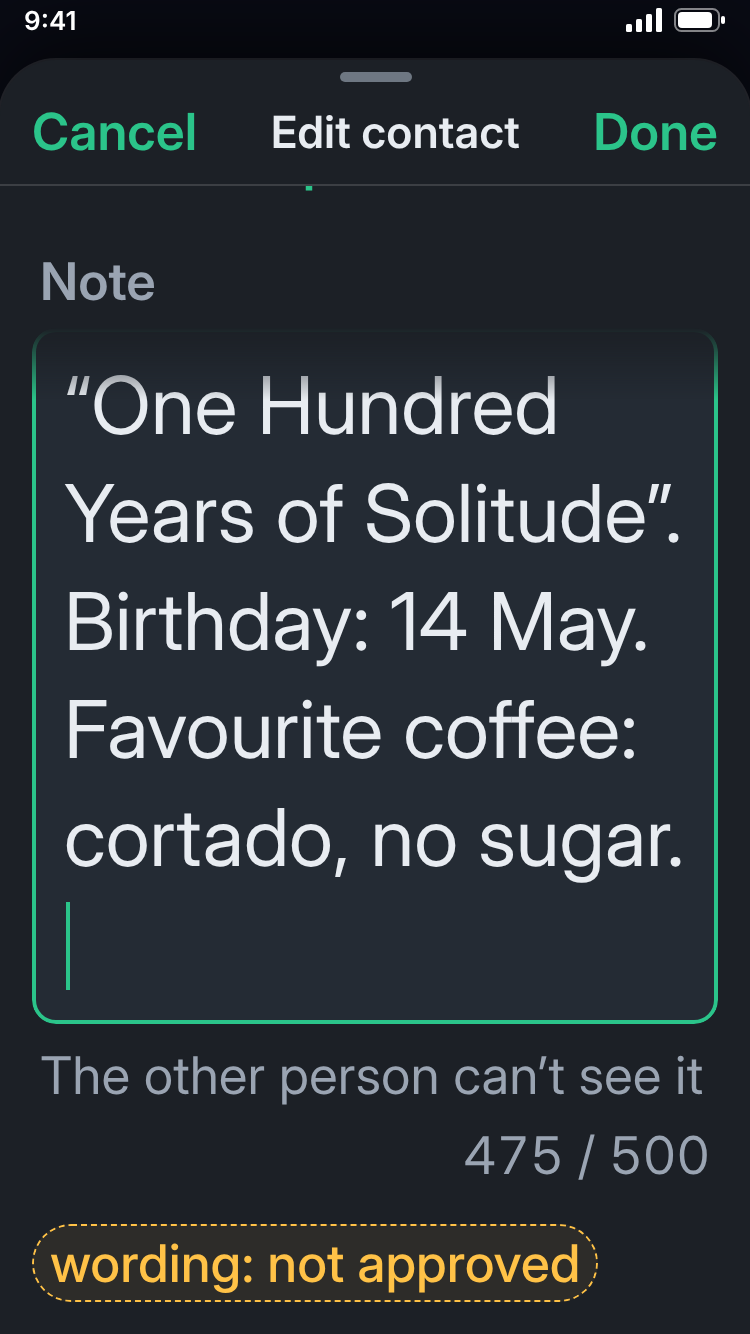 9:41
Cancel Edit contact Done
Note
“One Hundred
Years of Solitude”.
Birthday: 14 May.
Favourite coffee:
cortado, no sugar.
The other person can’t see it
475 / 500
wording: not approved